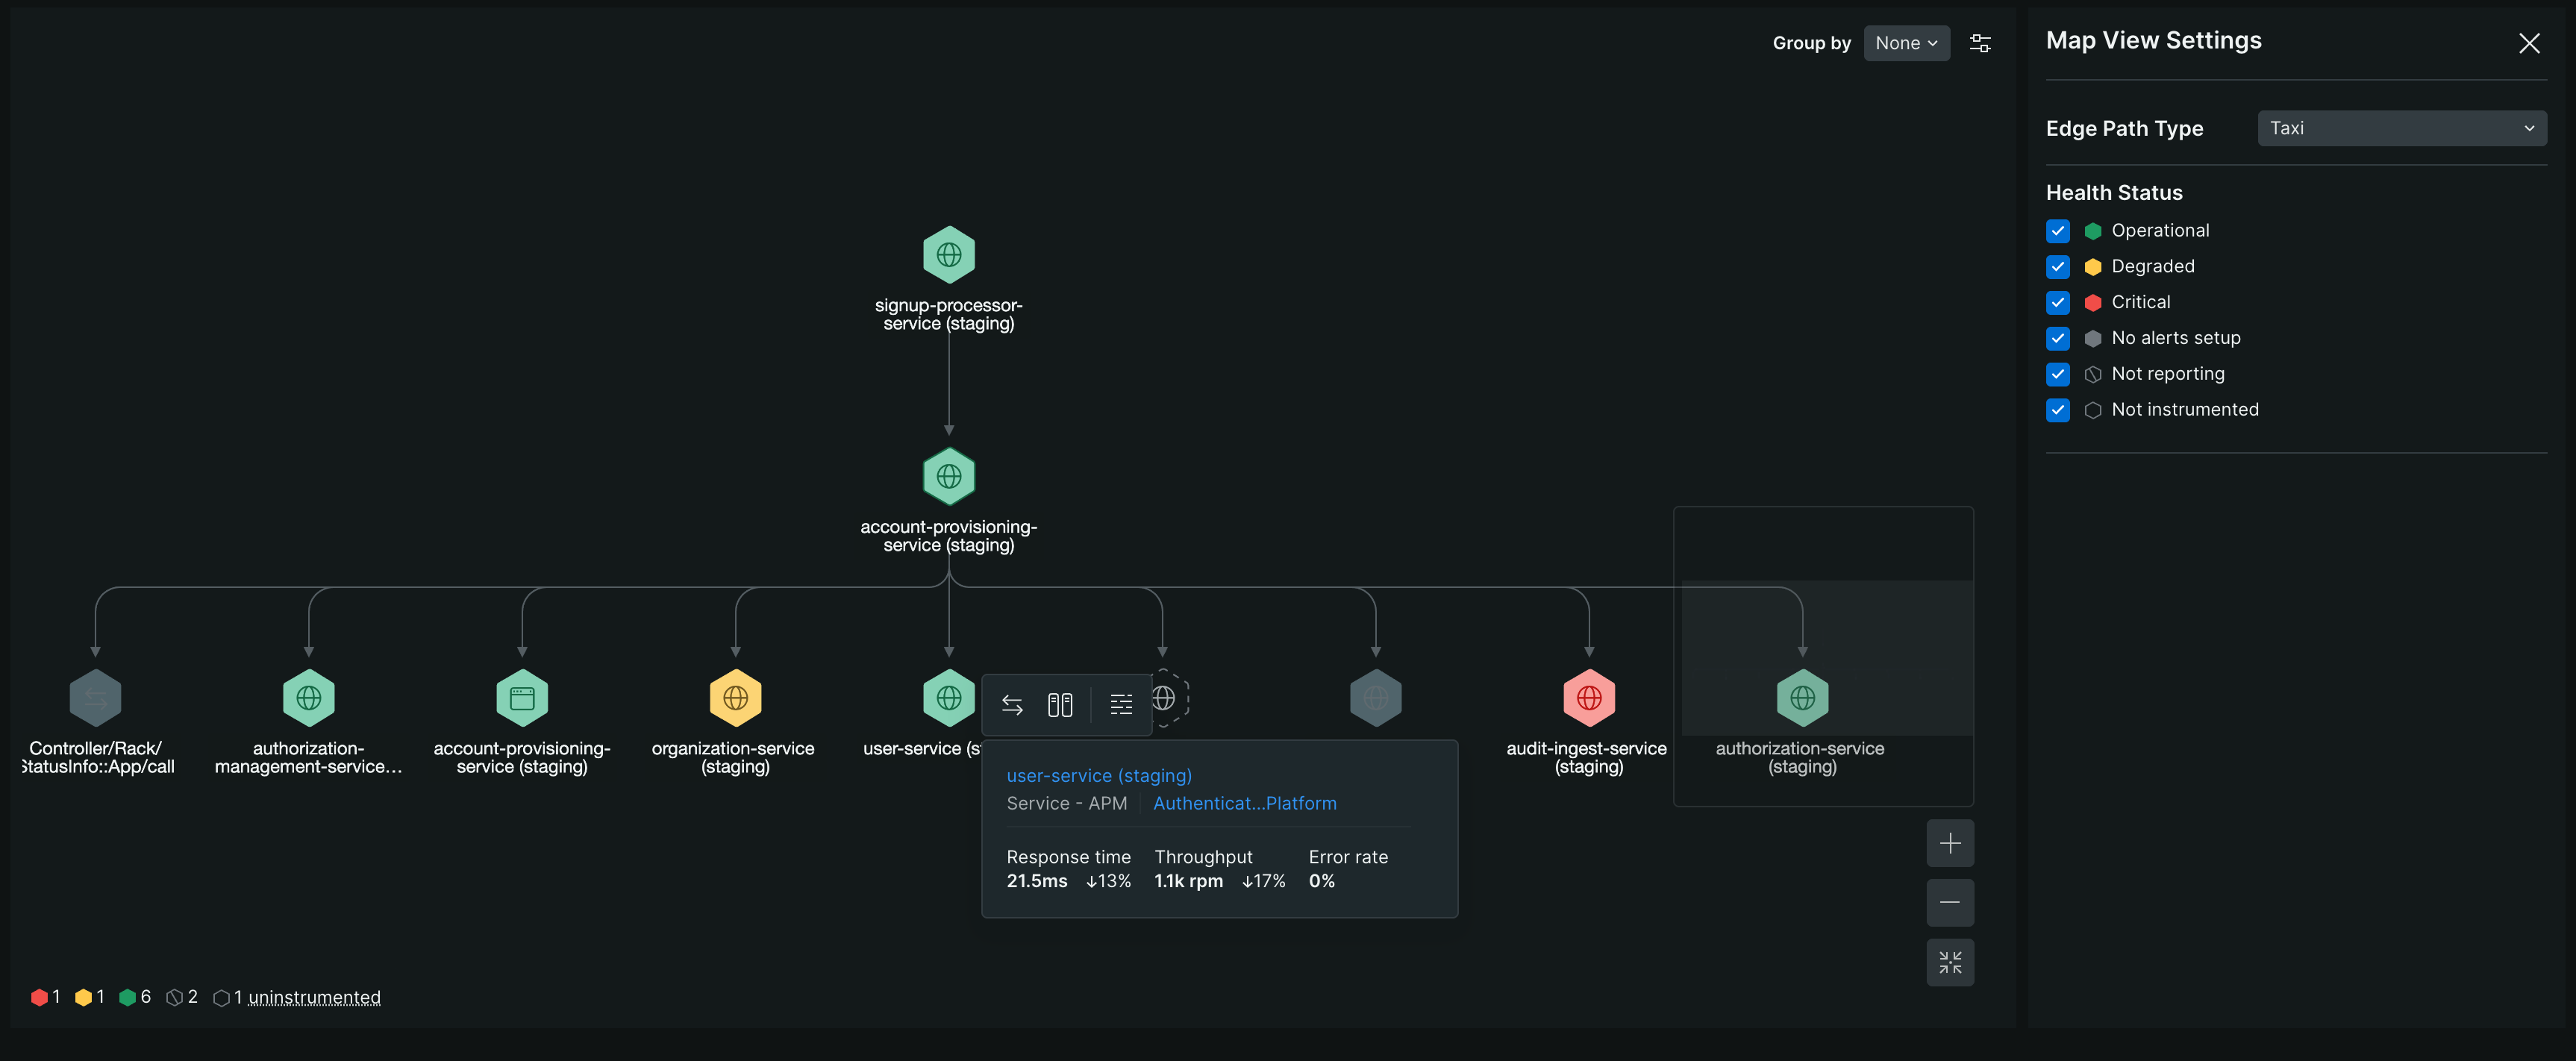 Group by None
Map View Settings
Edge Path Type Taxi
Health Status
Operational
Degraded
Critical
No alerts setup
Not reporting
Not instrumented
signup-processor-
service (staging)
account-provisioning-
service (staging)
Controller/Rack/
StatusInfo::App/call
authorization-
management-service...
account-provisioning-
service (staging)
organization-service
(staging)
user-service
audit-ingest-service
(staging)
authorization-service
(staging)
user-service (staging)
Service - APM Authenticat...Platform
Response time Throughput Error rate
21.5ms ↓13% 1.1k rpm ↓17% 0%
1 1 6 2 1 uninstrumented